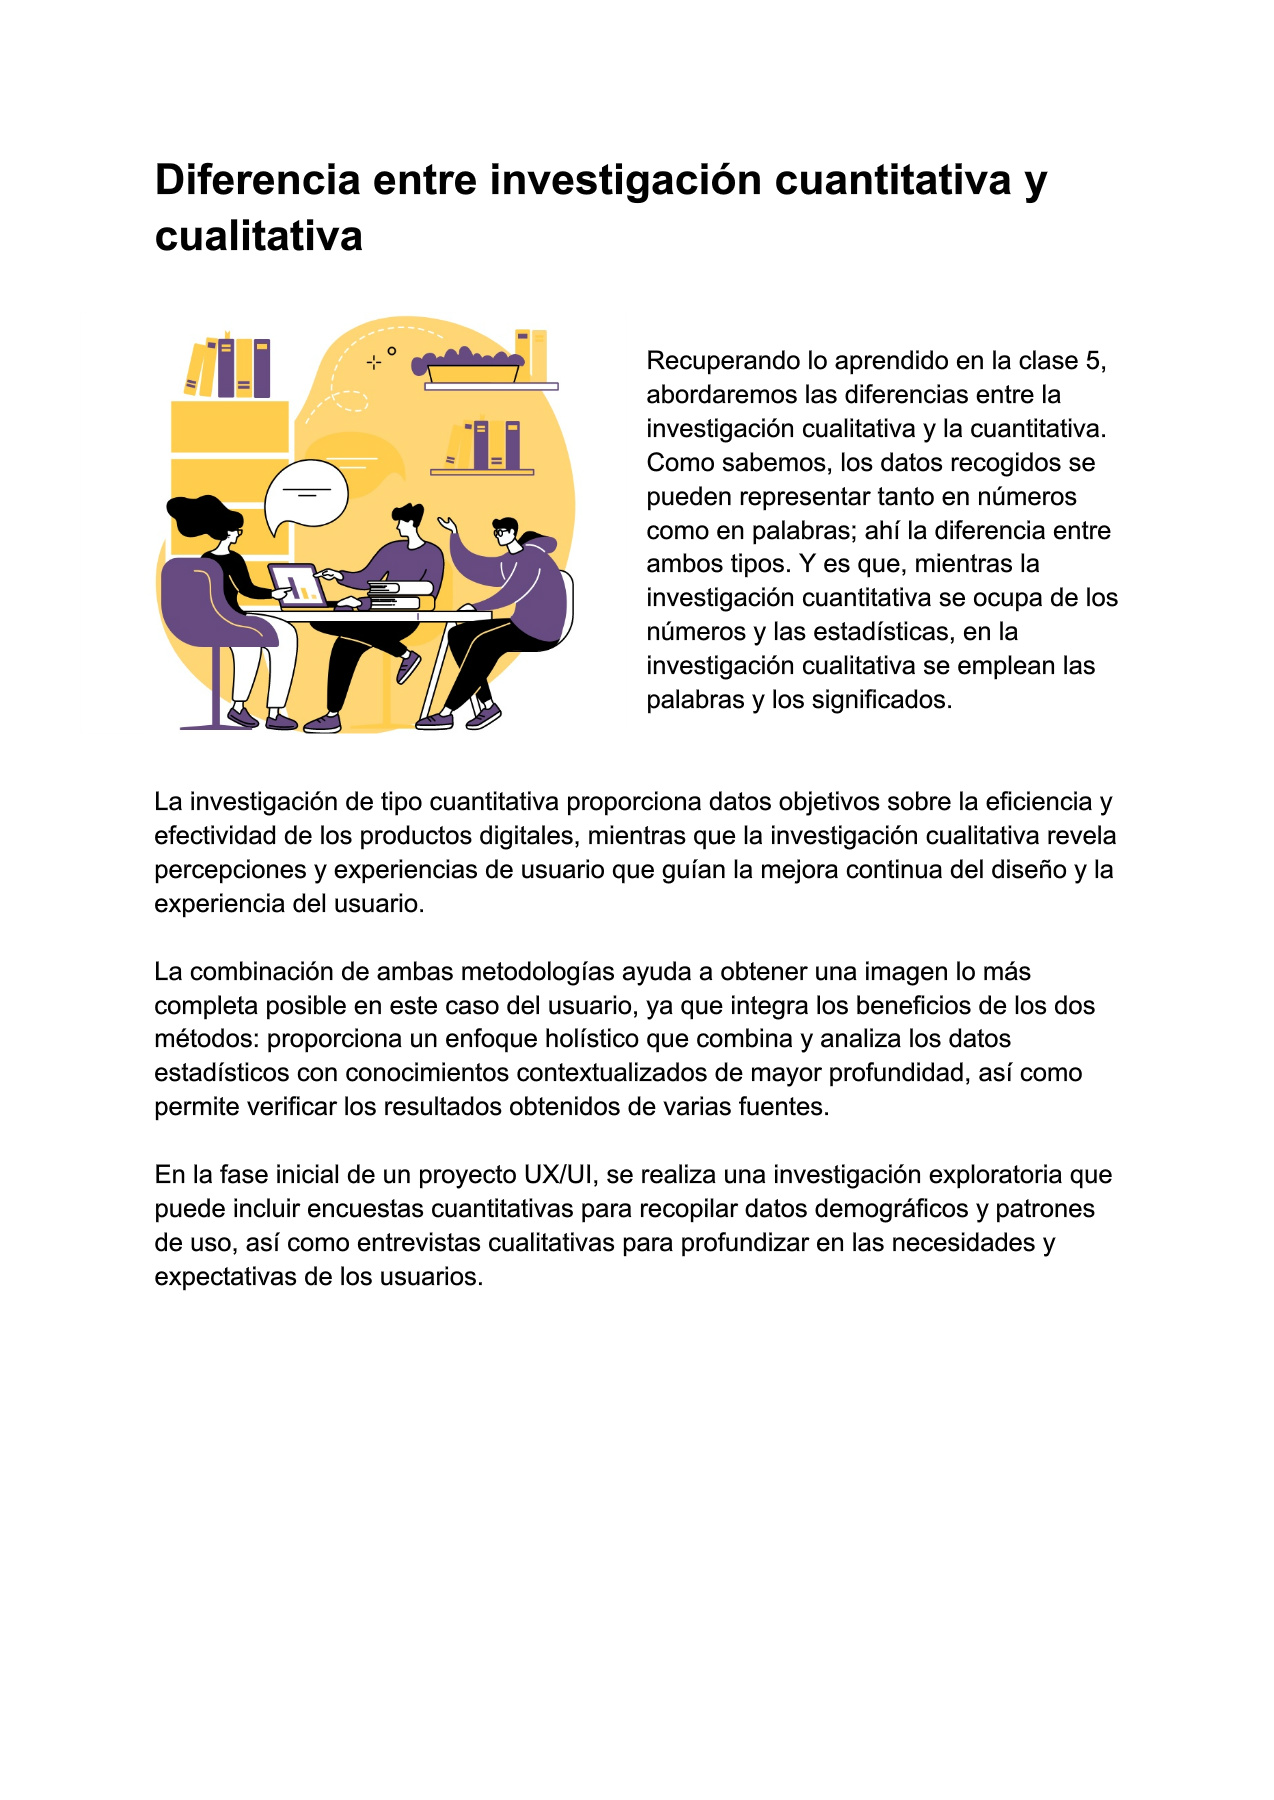 Diferencia entre investigación cuantitativa y
cualitativa
Recuperando lo aprendido en la clase 5,
abordaremos las diferencias entre la
investigación cualitativa y la cuantitativa.
Como sabemos, los datos recogidos se
pueden representar tanto en números
como en palabras; ahí la diferencia entre
ambos tipos. Y es que, mientras la
investigación cuantitativa se ocupa de los
números y las estadísticas, en la
investigación cualitativa se emplean las
palabras y los significados.
La investigación de tipo cuantitativa proporciona datos objetivos sobre la eficiencia y
efectividad de los productos digitales, mientras que la investigación cualitativa revela
percepciones y experiencias de usuario que guían la mejora continua del diseño y la
experiencia del usuario.
La combinación de ambas metodologías ayuda a obtener una imagen lo más
completa posible en este caso del usuario, ya que integra los beneficios de los dos
métodos: proporciona un enfoque holístico que combina y analiza los datos
estadísticos con conocimientos contextualizados de mayor profundidad, así como
permite verificar los resultados obtenidos de varias fuentes.
En la fase inicial de un proyecto UX/UI, se realiza una investigación exploratoria que
puede incluir encuestas cuantitativas para recopilar datos demográficos y patrones
de uso, así como entrevistas cualitativas para profundizar en las necesidades y
expectativas de los usuarios.